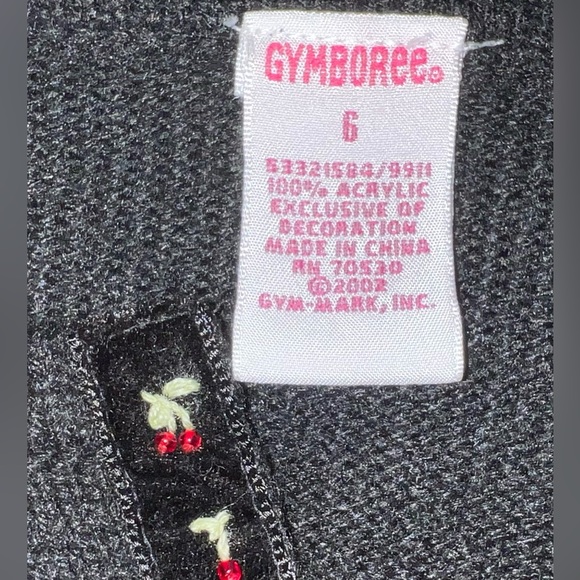 GYMBOREE®
6
53321584/9911
100% ACRYLIC
EXCLUSIVE OF
DECORATION
MADE IN CHINA
RN 70530
©2002
GYM-MARK, INC.